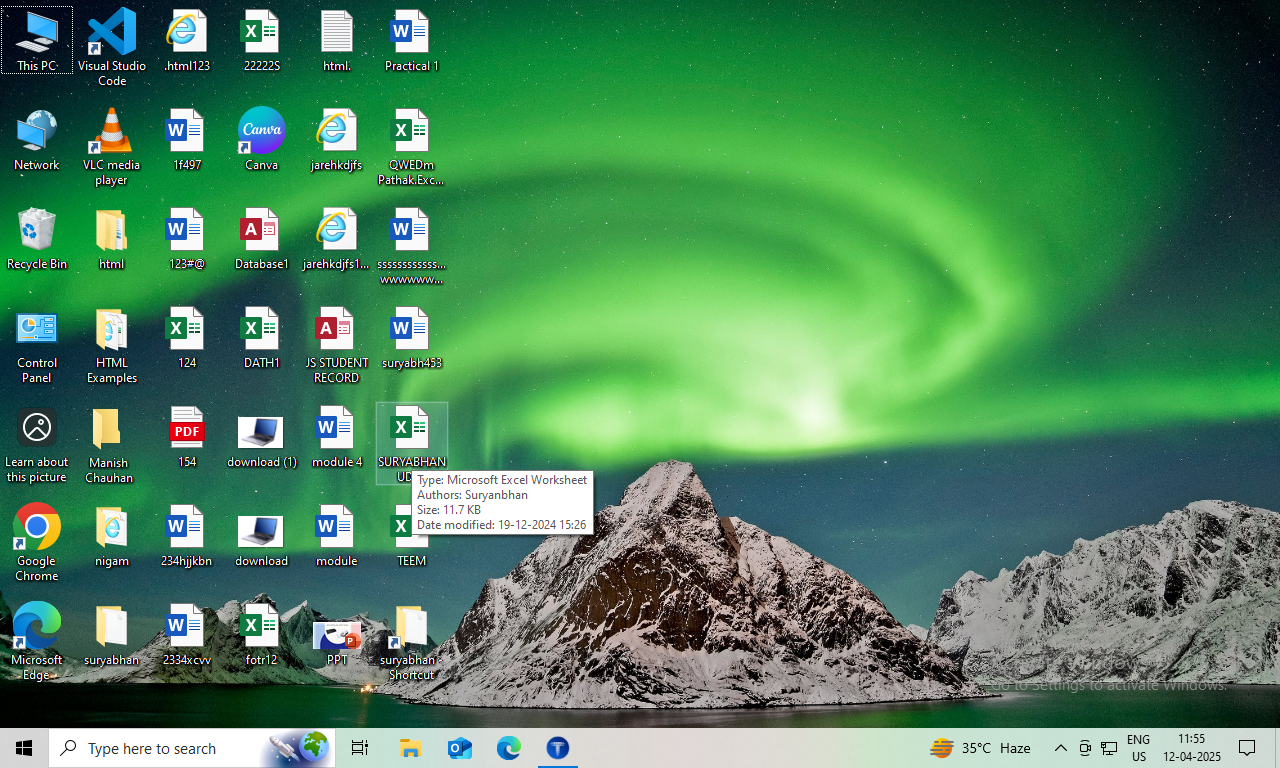 This PC
Visual Studio
Code
.html123
22222S
html.
Practical 1
Network
VLC media
player
1f497
Canva
Canva
jarehkdjfs
QWEDm
Pathak.Exc...
Recycle Bin
html
123#@
Database1
jarehkdjfs1...
ssssssssssss...
wwwwww...
Control
Panel
HTML
Examples
124
DATH1
JS STUDENT
RECORD
suryabh453
Learn about
this picture
Manish
Chauhan
PDF
154
download (1)
module 4
SURYABHAN
Type: Microsoft Excel Worksheet
Authors: Suryanbhan
Size: 11.7 KB
Date modified: 19-12-2024 15:26
Google
Chrome
nigam
234hjjkbn
download
module
TEEM
Microsoft
Edge
suryabhan
2334xcvv
fotr12
PPT
suryabhan -
Shortcut
Go to Settings to activate Windows.
Type here to search
35°C Haze
ENG
US
11:55
12-04-2025